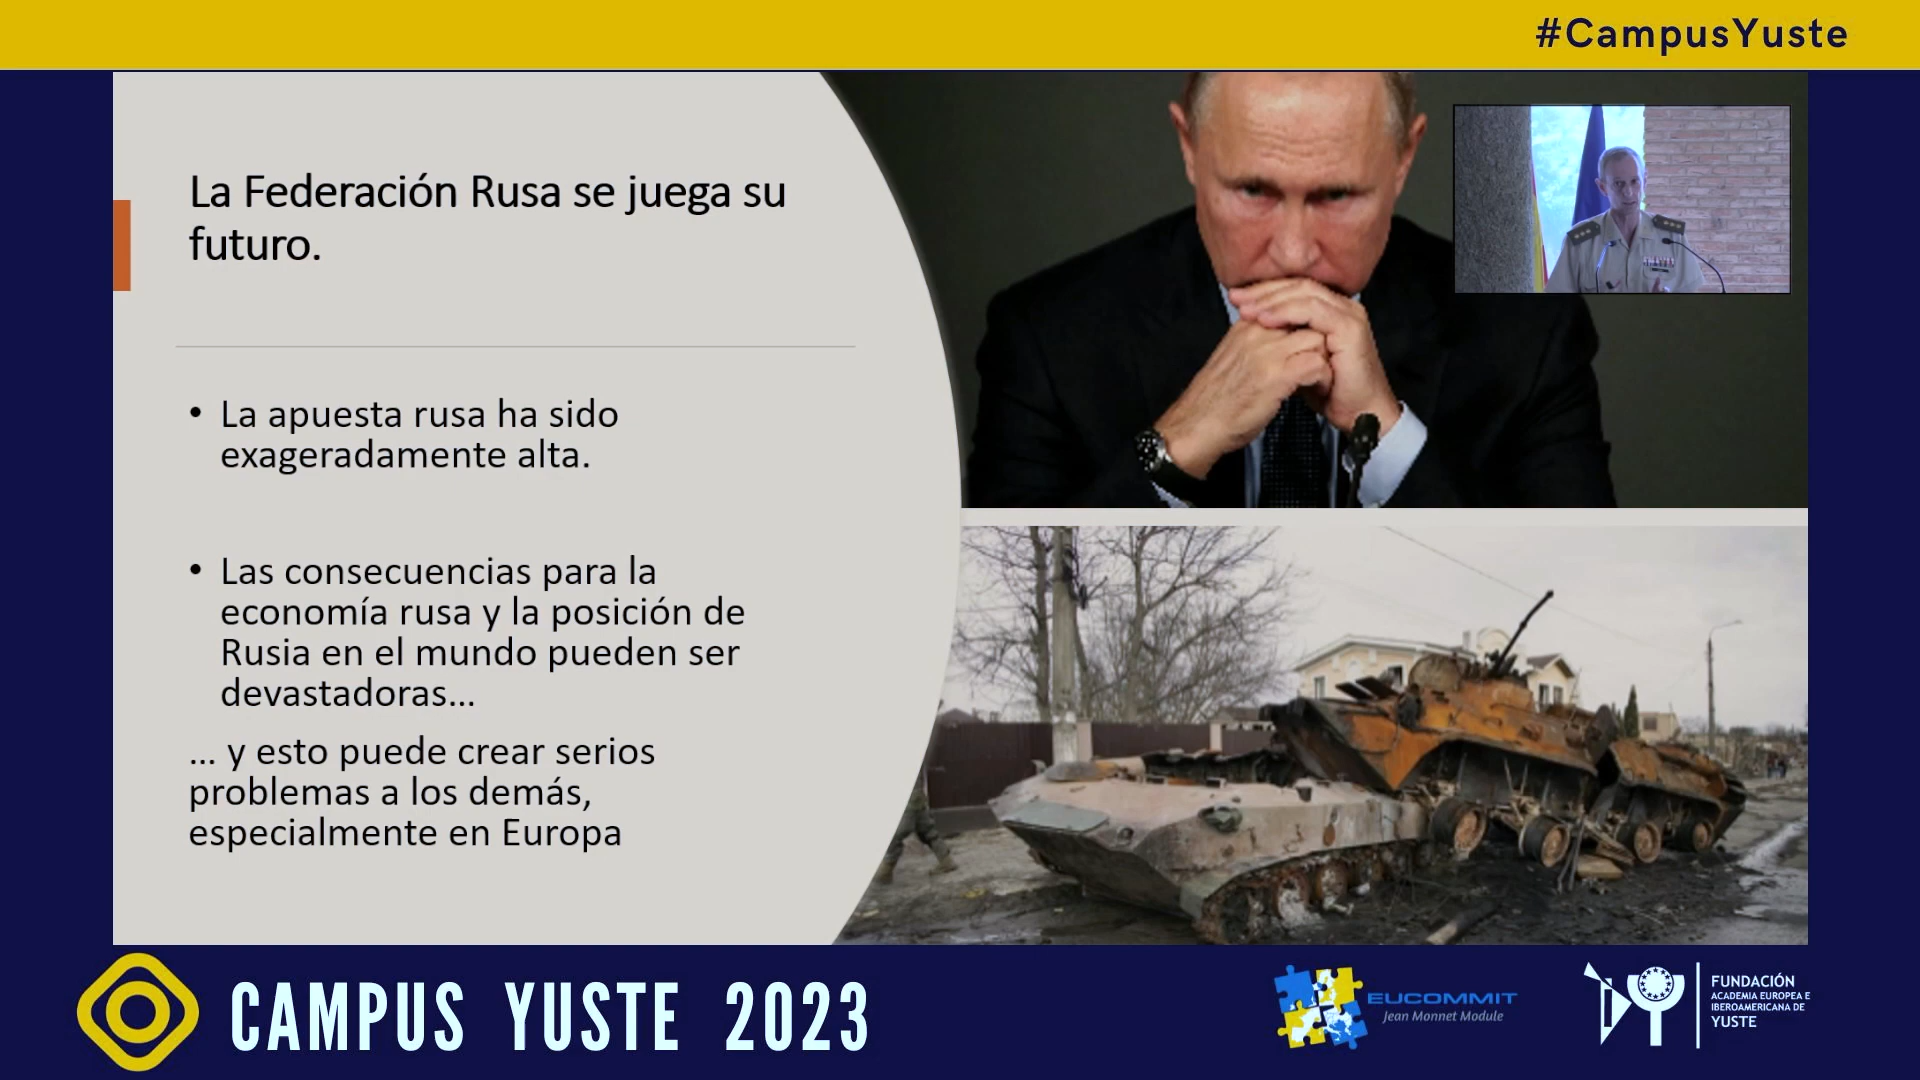 #CampusYuste
La Federación Rusa se juega su
futuro.
• La apuesta rusa ha sido
exageradamente alta.
• Las consecuencias para la
economía rusa y la posición de
Rusia en el mundo pueden ser
devastadoras...
... y esto puede crear serios
problemas a los demás,
especialmente en Europa
CAMPUS YUSTE 2023
EUCOMMIT
Jean Monnet Module
FUNDACIÓN
ACADEMIA EUROPEA E
IBEROAMERICANA DE
YUSTE